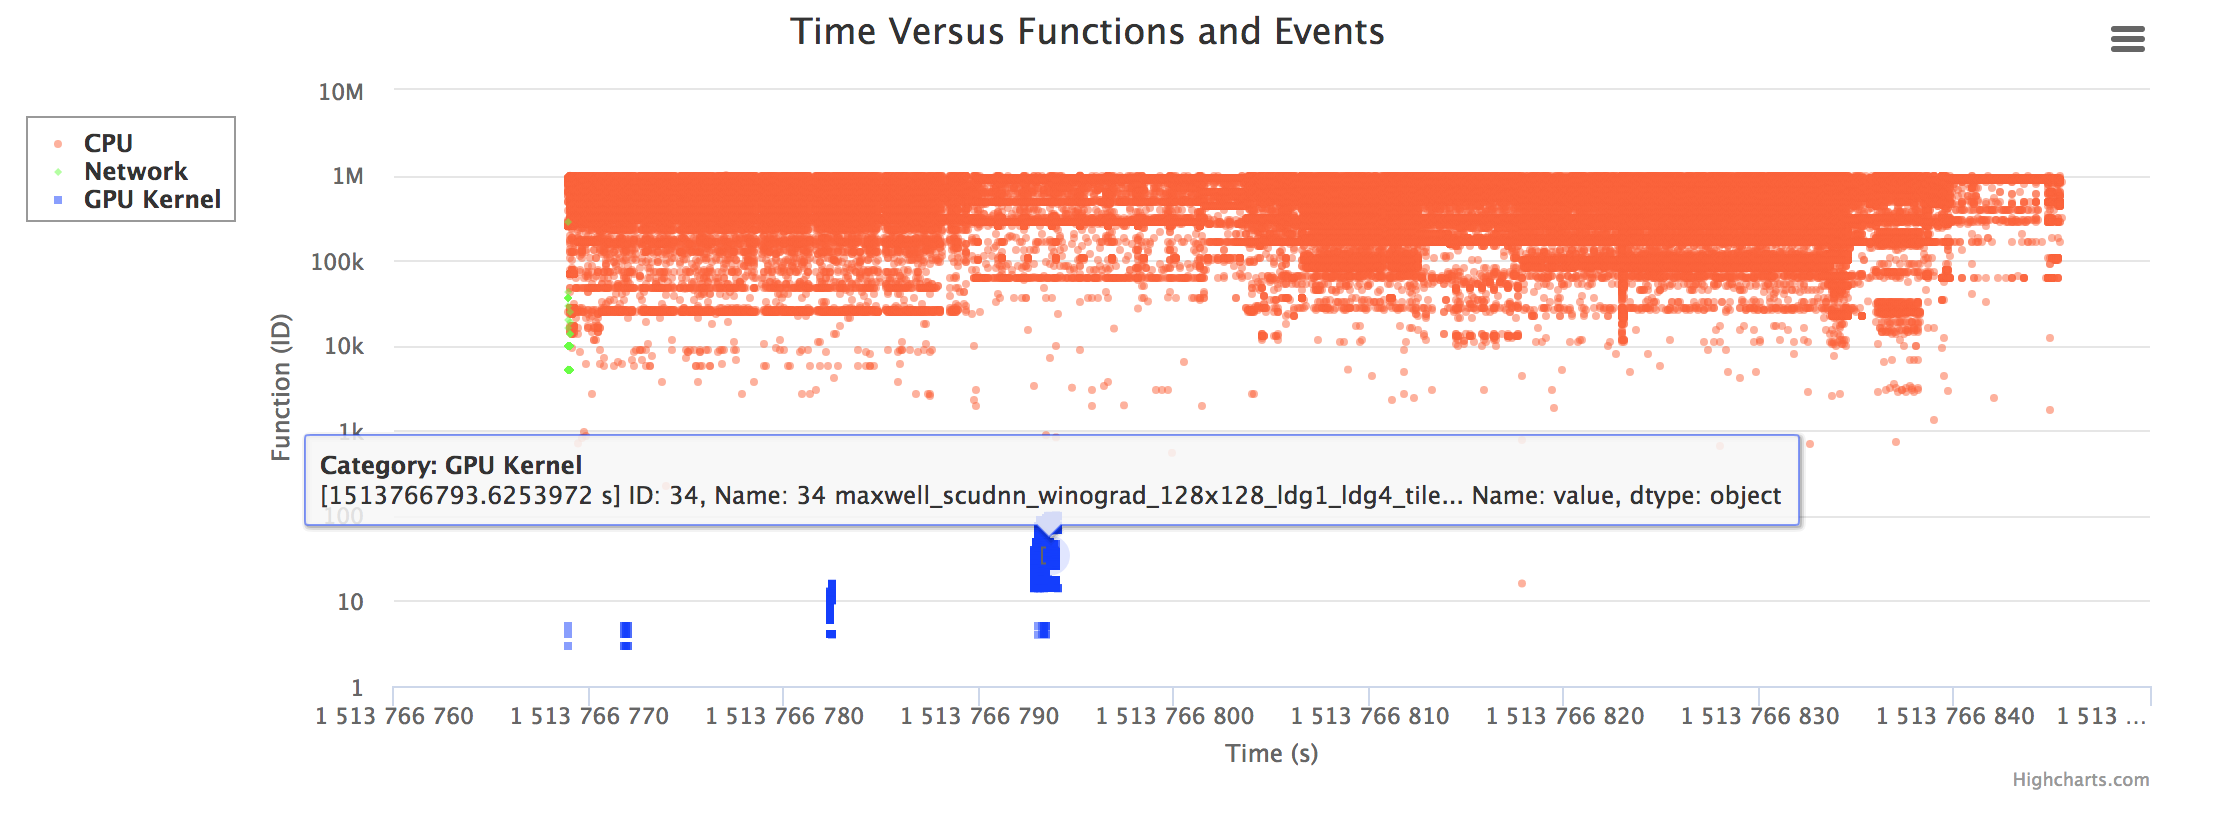 Time Versus Functions and Events
CPU
Network
GPU Kernel
Function (ID)
10M
1M
100k
10k
1k
100
10
1
Category: GPU Kernel
[1513766793.6253972 s] ID: 34, Name: 34 maxwell_scudnn_winograd_128x128_ldg1_ldg4_tile... Name: value, dtype: object
[
1 513 766 760
1 513 766 770
1 513 766 780
1 513 766 790
1 513 766 800
1 513 766 810
1 513 766 820
1 513 766 830
1 513 766 840
1 513 ...
Time (s)
Highcharts.com